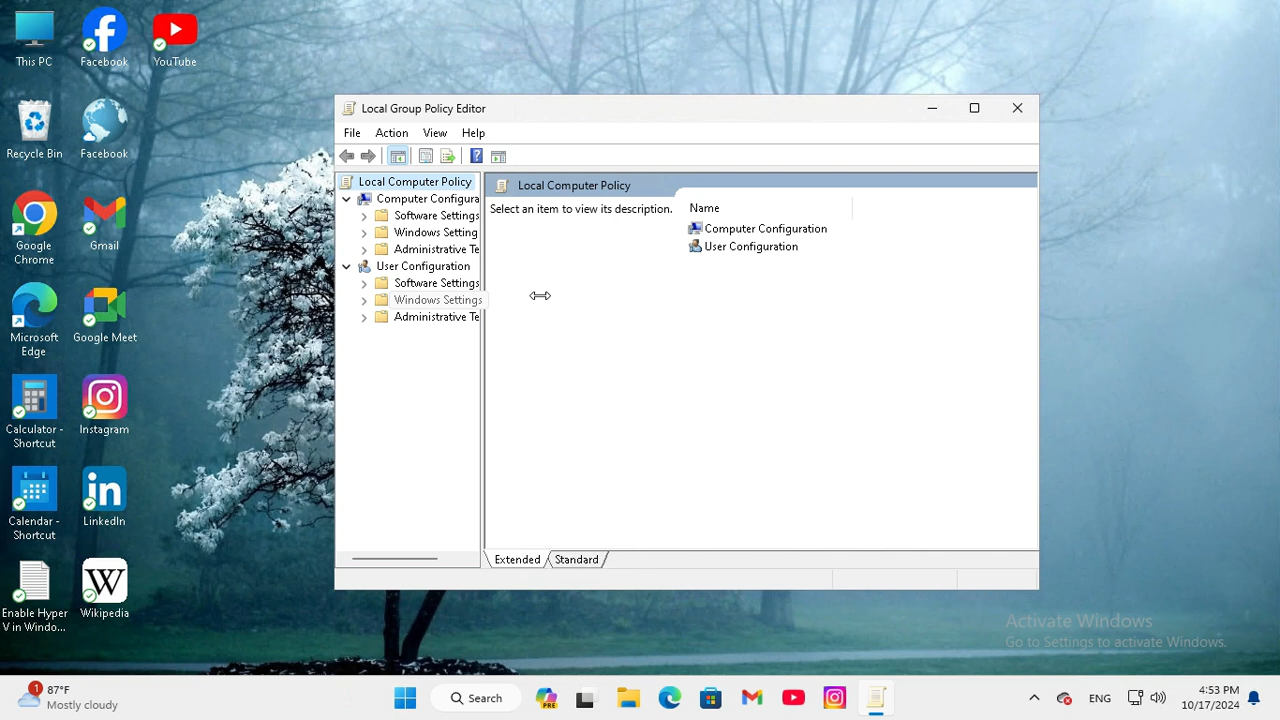 This PC
Facebook
YouTube
Recycle Bin
Facebook
Google
Chrome
Gmail
Microsoft
Edge
Google Meet
Calculator -
Shortcut
Instagram
Calendar -
Shortcut
LinkedIn
Enable Hyper
V in Windo...
Wikipedia
Local Group Policy Editor
File Action View Help
Local Computer Policy
Computer Configura
Software Settings
Windows Setting
Administrative Te
User Configuration
Software Settings
Windows Settings
Administrative Te
Local Computer Policy
Select an item to view its description.
Name
Computer Configuration
User Configuration
Extended Standard
Activate Windows
Go to Settings to activate Windows.
1
87°F
Mostly cloudy
Search
PRE
ENG
4:53 PM
10/17/2024